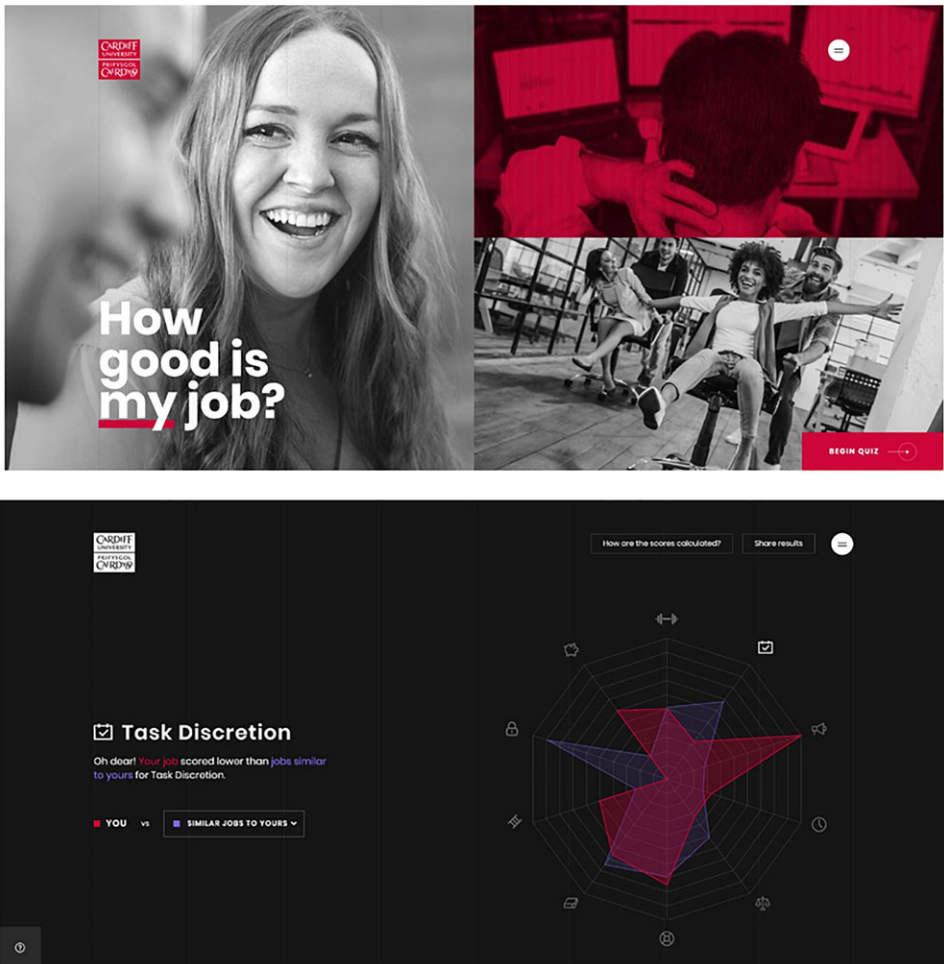 CARDIFF
UNIVERSITY
PRIFYSGOL
CAERDYDD
How
good is
my job?
BEGIN QUIZ
CARDIFF
UNIVERSITY
PRIFYSGOL
CAERDYDD
How are the scores calculated?
Share results
Task Discretion
Oh dear! Your job scored lower than jobs similar
to yours for Task Discretion.
YOU vs SIMILAR JOBS TO YOURS